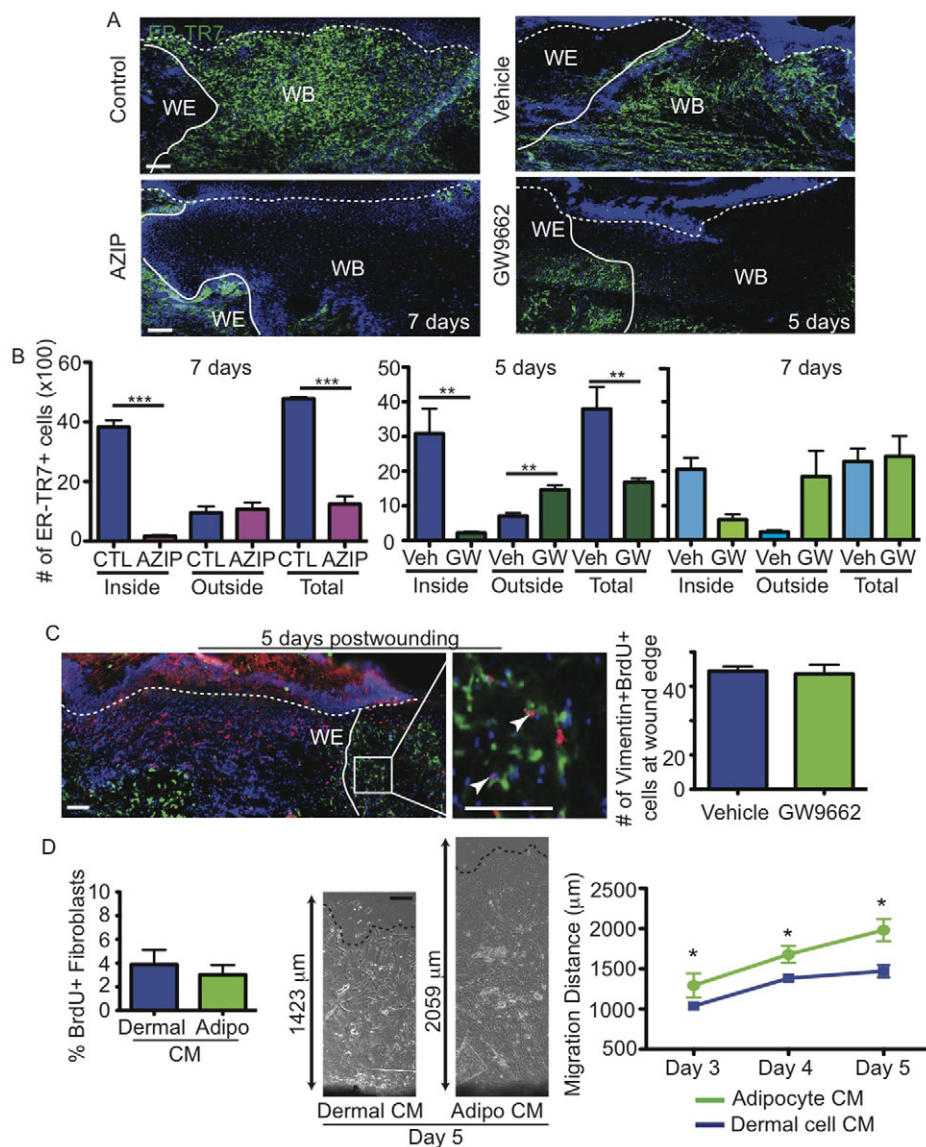 A
ER-TR7
Control
WE
WB
Vehicle
WE
WB
AZIP
WE
WB
WE
7 days
GW9662
WE
WB
5 days
B
# of ER-TR7+ cells (x100)
7 days
60
40
20
0
***
***
CTL AZIP CTL AZIP CTL AZIP
Inside Outside Total
5 days
50
40
30
20
10
0
**
**
**
Veh GW Veh GW Veh GW
Inside Outside Total
7 days
Veh GW Veh GW Veh GW
Inside Outside Total
C
5 days postwounding
WE
# of Vimentin+BrdU+
cells at wound edge
40
20
0
Vehicle GW9662
D
% BrdU+ Fibroblasts
10
8
6
4
2
0
Dermal Adipo
CM
1423 µm
2059 µm
Dermal CM Adipo CM
Day 5
Migration Distance (µm)
2500
2000
1500
1000
500
*
*
*
Day 3 Day 4 Day 5
Adipocyte CM
Dermal cell CM